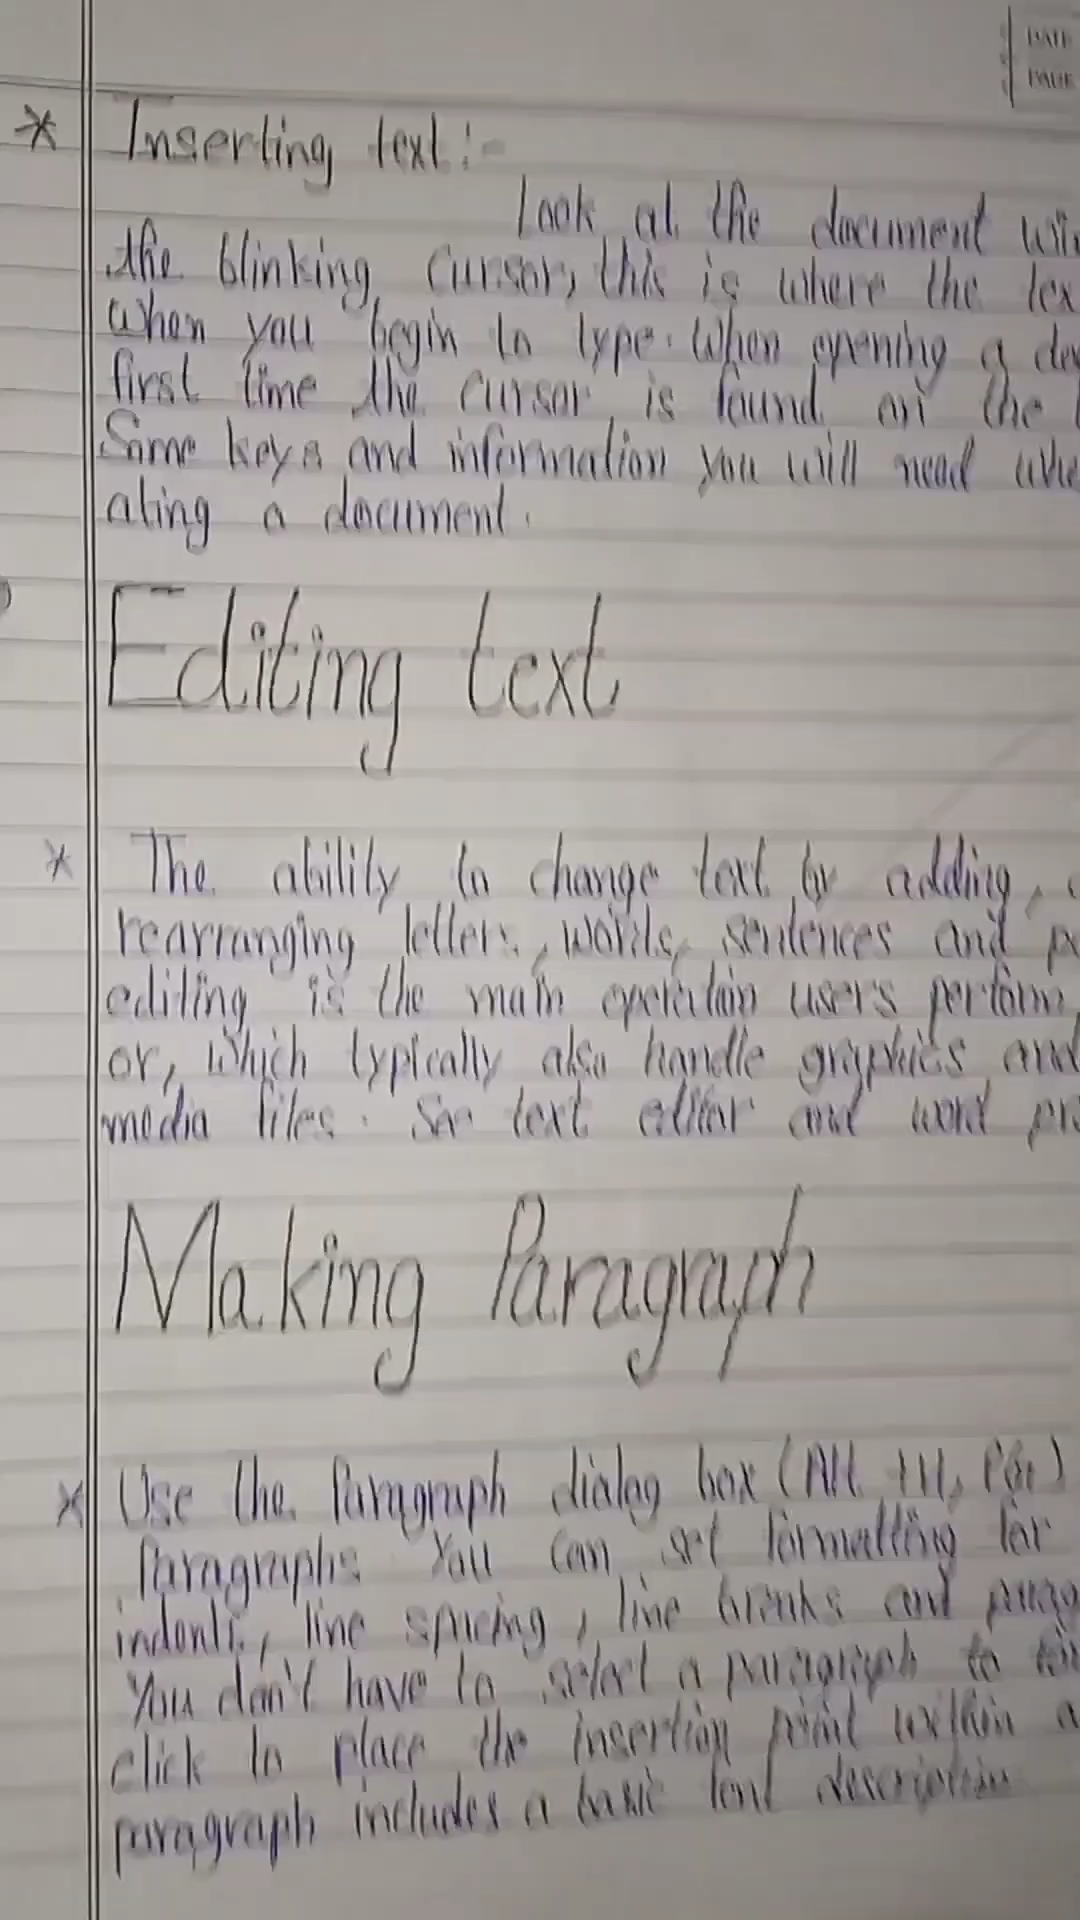 DATE
PAGE
* Inserting text:-
Look at the document
the blinking cursor, this is where the
when you begin to type. When opening a
first time the cursor is found on the
Some keys and information you will need
ating a document.
Editing text
* The ability to change text by adding,
rearranging letters, words, sentences and
editing is the main operation users perform
or, which typically also handle graphics and
media files. See text editor and word
Making Paragraph
* Use the Paragraph dialog box (Alt +H, PG)
Paragraphs You can set formatting for
indents, line spacing, line breaks and
You don't have to select a paragraph to
click to place the insertion point within a
paragraph includes a basic font description